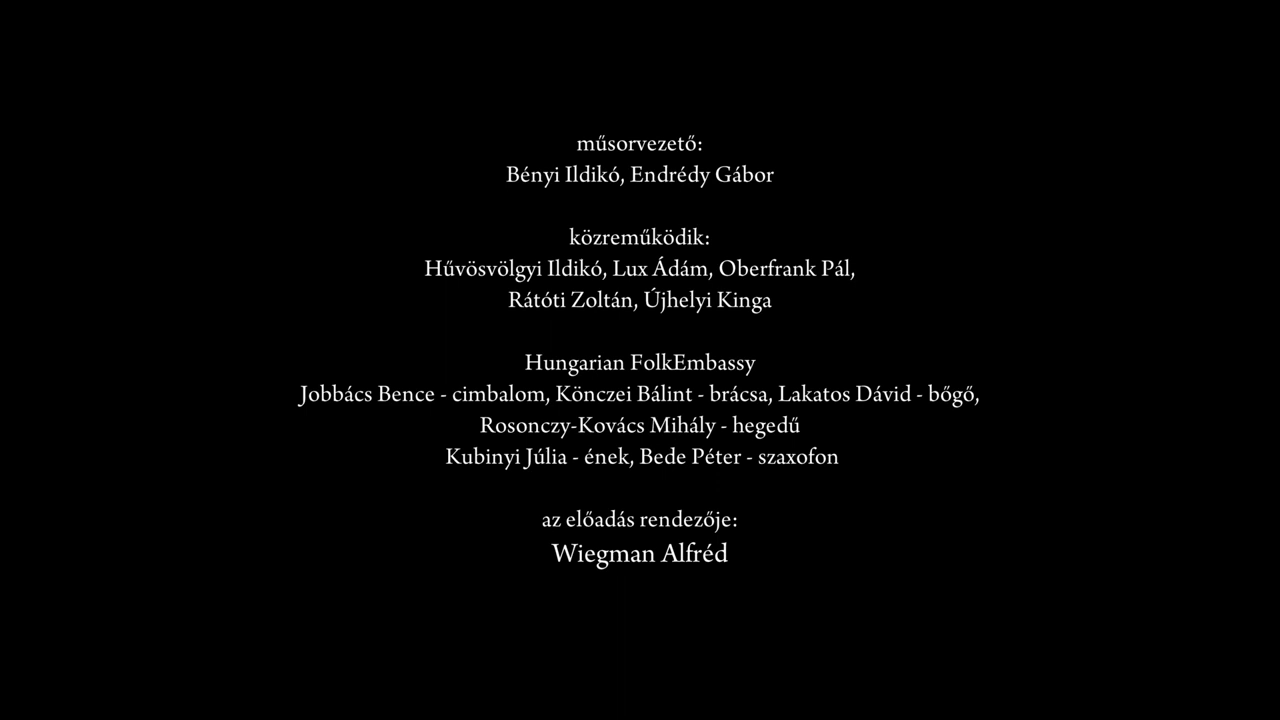 műsorvezető:
Bényi Ildikó, Endrédy Gábor
közreműködik:
Hűvösvölgyi Ildikó, Lux Ádám, Oberfrank Pál,
Rátóti Zoltán, Újhelyi Kinga
Hungarian FolkEmbassy
Jobbács Bence - cimbalom, Könczei Bálint - brácsa, Lakatos Dávid - bőgő,
Rosonczy-Kovács Mihály - hegedű
Kubinyi Júlia - ének, Bede Péter - szaxofon
az előadás rendezője:
Wiegman Alfréd